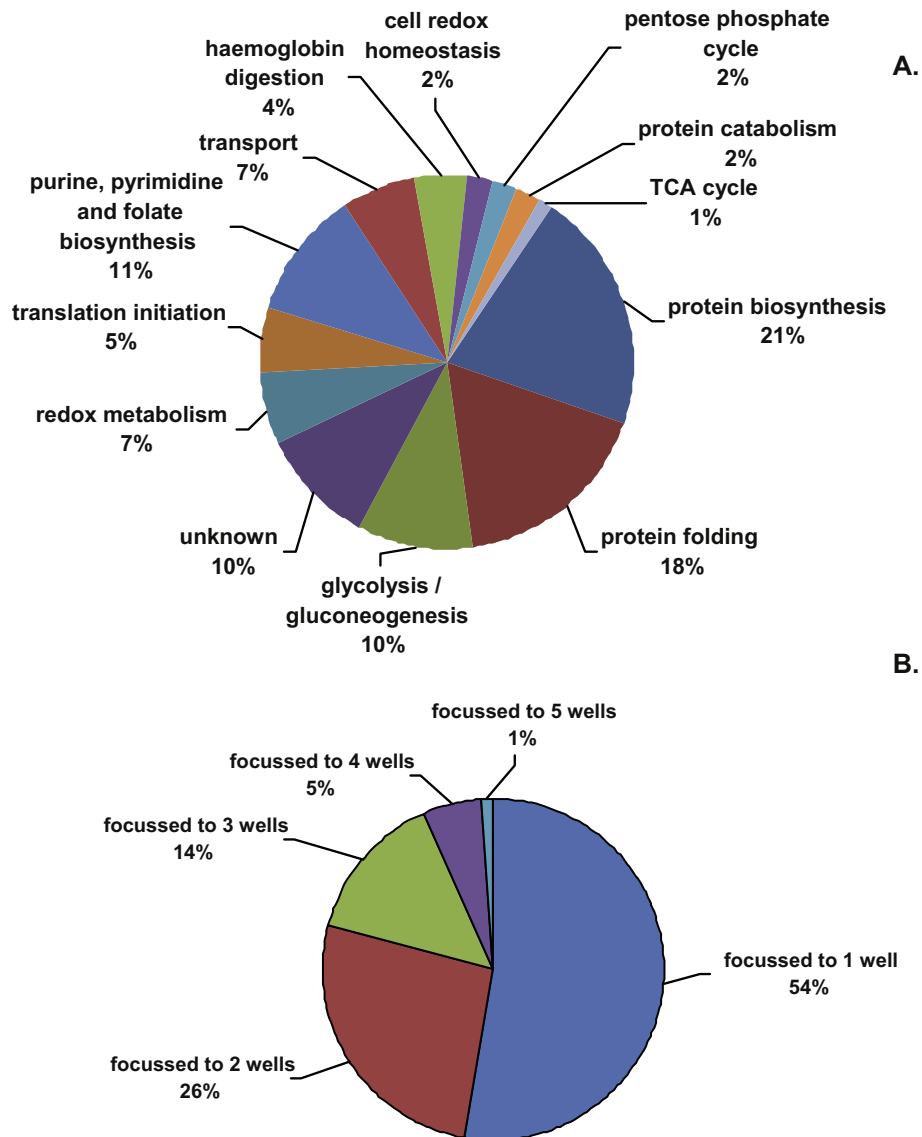 cell redox
homeostasis
2%
pentose phosphate
cycle
2%
A.
haemoglobin
digestion
4%
protein catabolism
2%
transport
7%
TCA cycle
1%
purine, pyrimidine
and folate
biosynthesis
11%
protein biosynthesis
21%
translation initiation
5%
redox metabolism
7%
unknown
10%
protein folding
18%
glycolysis /
gluconeogenesis
10%
B.
focussed to 5 wells
1%
focussed to 4 wells
5%
focussed to 3 wells
14%
focussed to 1 well
54%
focussed to 2 wells
26%